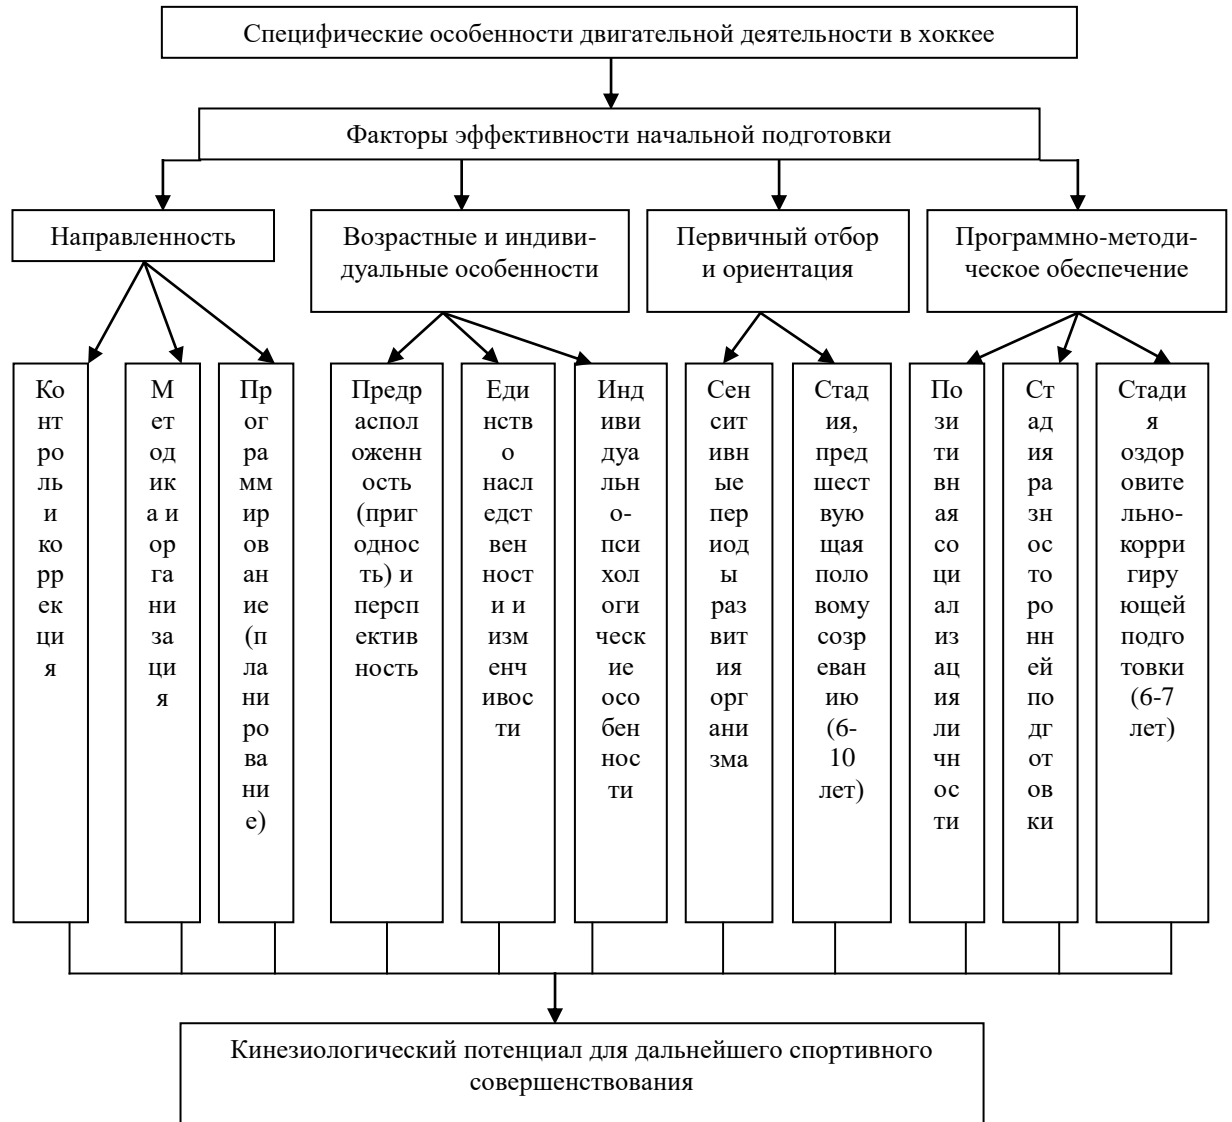 Специфические особенности двигательной деятельности в хоккее
Факторы эффективности начальной подготовки
Направленность
Возрастные и индиви-
дуальные особенности
Первичный отбор
и ориентация
Программно-методи-
ческое обеспечение
Ко
нт
ро
ль
и
ко
рр
ек
ци
я
М
ет
од
ик
а и
ор
га
ни
за
ци
я
Пр
ог
ра
мм
ир
ов
ан
ие
(п
ла
ни
ро
ва
ни
е)
Предр
аспол
оженн
ость
(приг
однос
ть) и
персп
ектив
ность
Еди
нств
о
насл
едст
вен
ност
и и
изм
енч
ивос
ти
Инд
иви
дуа
льн
о-
пси
хол
оги
ческ
ие
осо
бен
нос
ти
Сен
сит
ивн
ые
пер
иод
ы
раз
вит
ия
орг
ани
зма
Стад
ия,
пред
шест
вую
щая
поло
вому
созр
еван
ию
(6-
10
лет)
По
зи
ти
вн
ая
со
ци
ал
из
ац
ия
ли
чн
ос
ти
Ст
ад
ия
ра
зн
ос
то
ро
нн
ей
по
дг
от
ов
ки
Стади
я
оздор
овите
льно-
корри
гиру
ющей
подго
товки
(6-7
лет)
Кинезиологический потенциал для дальнейшего спортивного
совершенствования